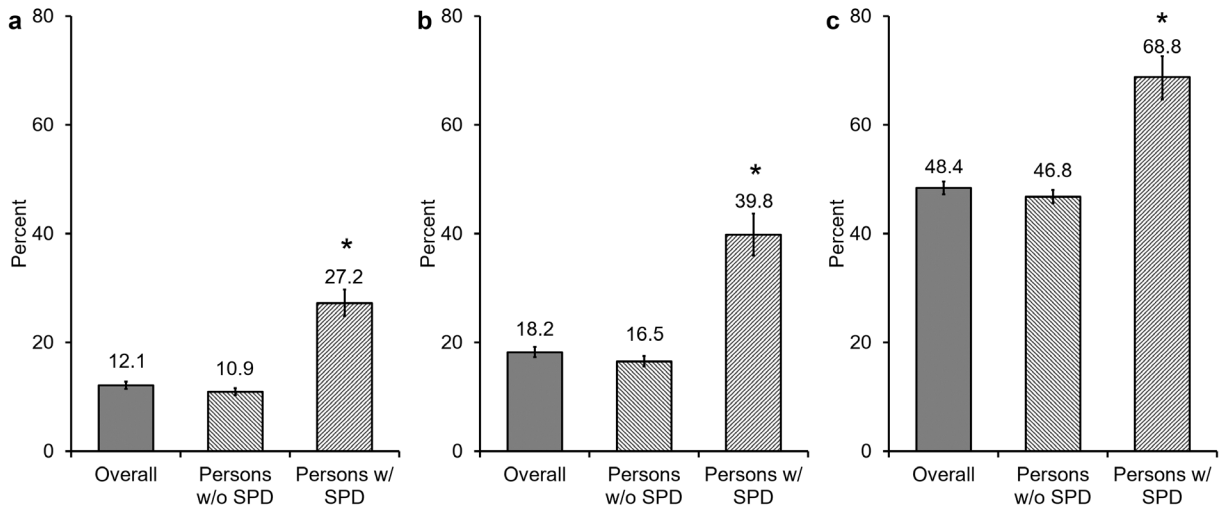 a
80
60
40
20
0
Percent
12.1
10.9
27.2
*
Overall
Persons
w/o SPD
Persons w/
SPD
b
80
60
40
20
0
Percent
18.2
16.5
39.8
*
Overall
Persons
w/o SPD
Persons w/
SPD
c
80
60
40
20
0
Percent
48.4
46.8
68.8
*
Overall
Persons
w/o SPD
Persons w/
SPD